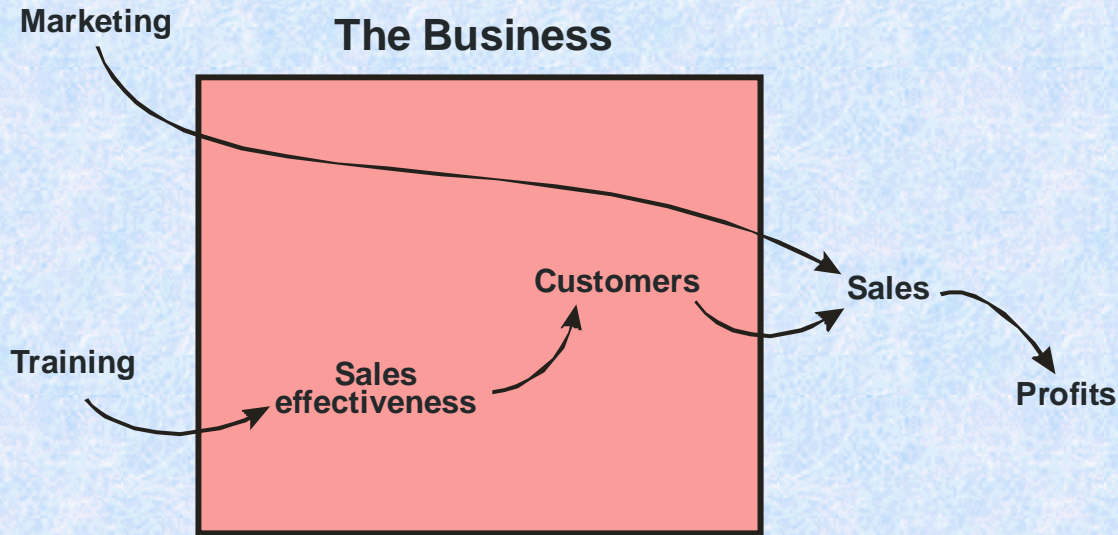 Marketing
The Business
Customers
Sales
Training
Sales
effectiveness
Profits